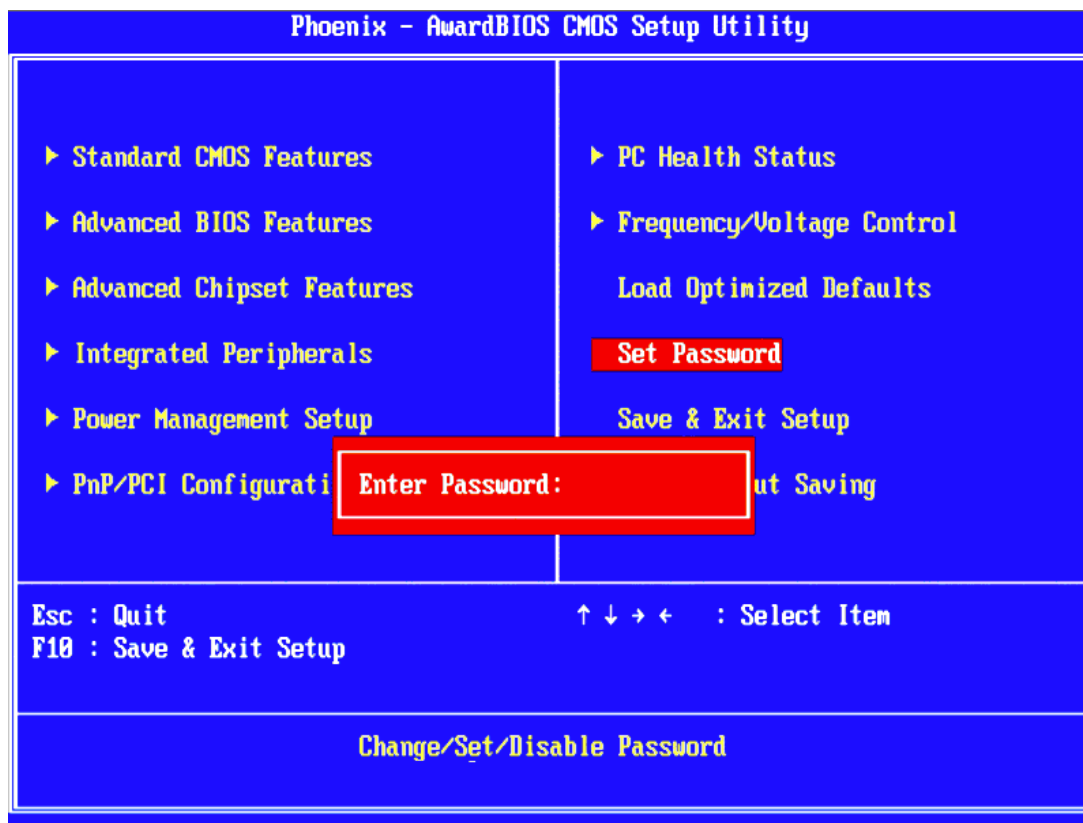 Phoenix - AwardBIOS CMOS Setup Utility
▶ Standard CMOS Features
▶ Advanced BIOS Features
▶ Advanced Chipset Features
▶ Integrated Peripherals
▶ Power Management Setup
▶ PnP/PCI Configurati
▶ PC Health Status
▶ Frequency/Voltage Control
Load Optimized Defaults
Set Password
Save & Exit Setup
ut Saving
Enter Password:
Esc : Quit
F10 : Save & Exit Setup
↑ ↓ → ← : Select Item
Change/Set/Disable Password